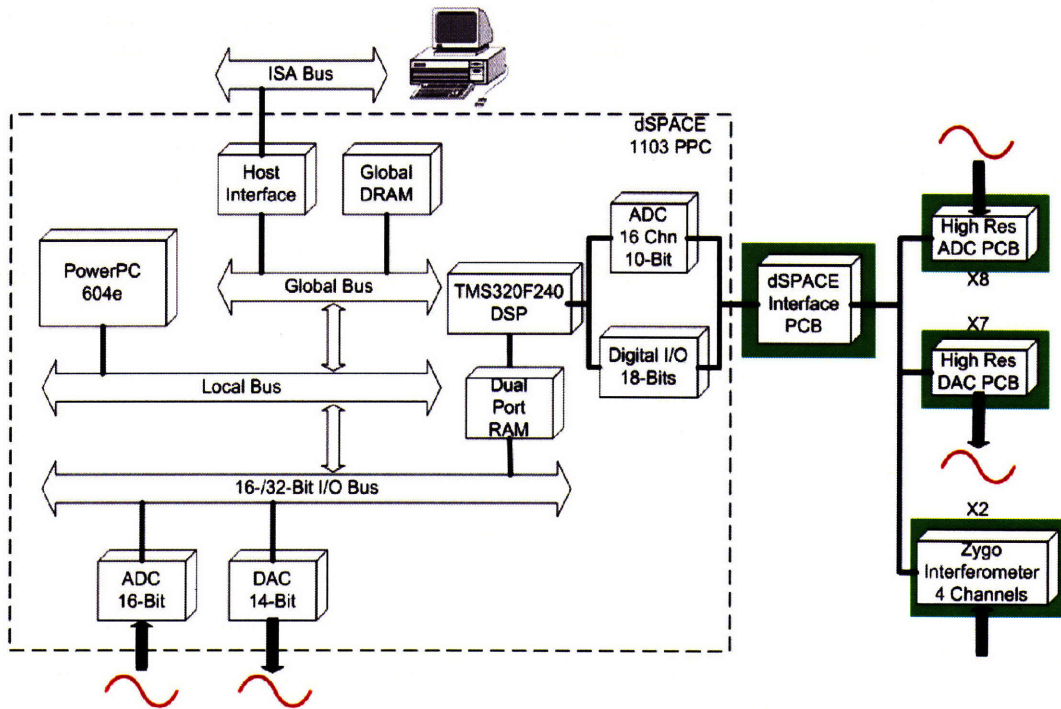 ISA Bus
dSPACE
1103 PPC
Host
Interface
Global
DRAM
ADC
16 Chn
10-Bit
High Res
ADC PCB
X8
PowerPC
604e
Global Bus
TMS320F240
DSP
dSPACE
Interface
PCB
X7
High Res
DAC PCB
Digital I/O
18-Bits
Local Bus
Dual
Port
RAM
16-/32-Bit I/O Bus
X2
Zygo
Interferometer
4 Channels
ADC
16-Bit
DAC
14-Bit